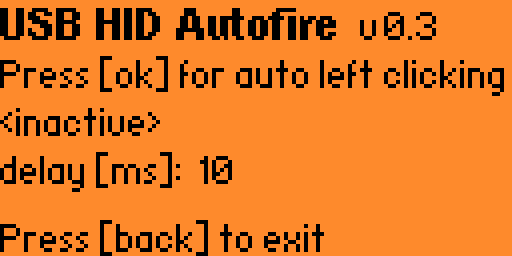 USB HID Autofire v0.3
Press [ok] for auto left clicking
<inactive>
delay [ms]: 10
Press [back] to exit